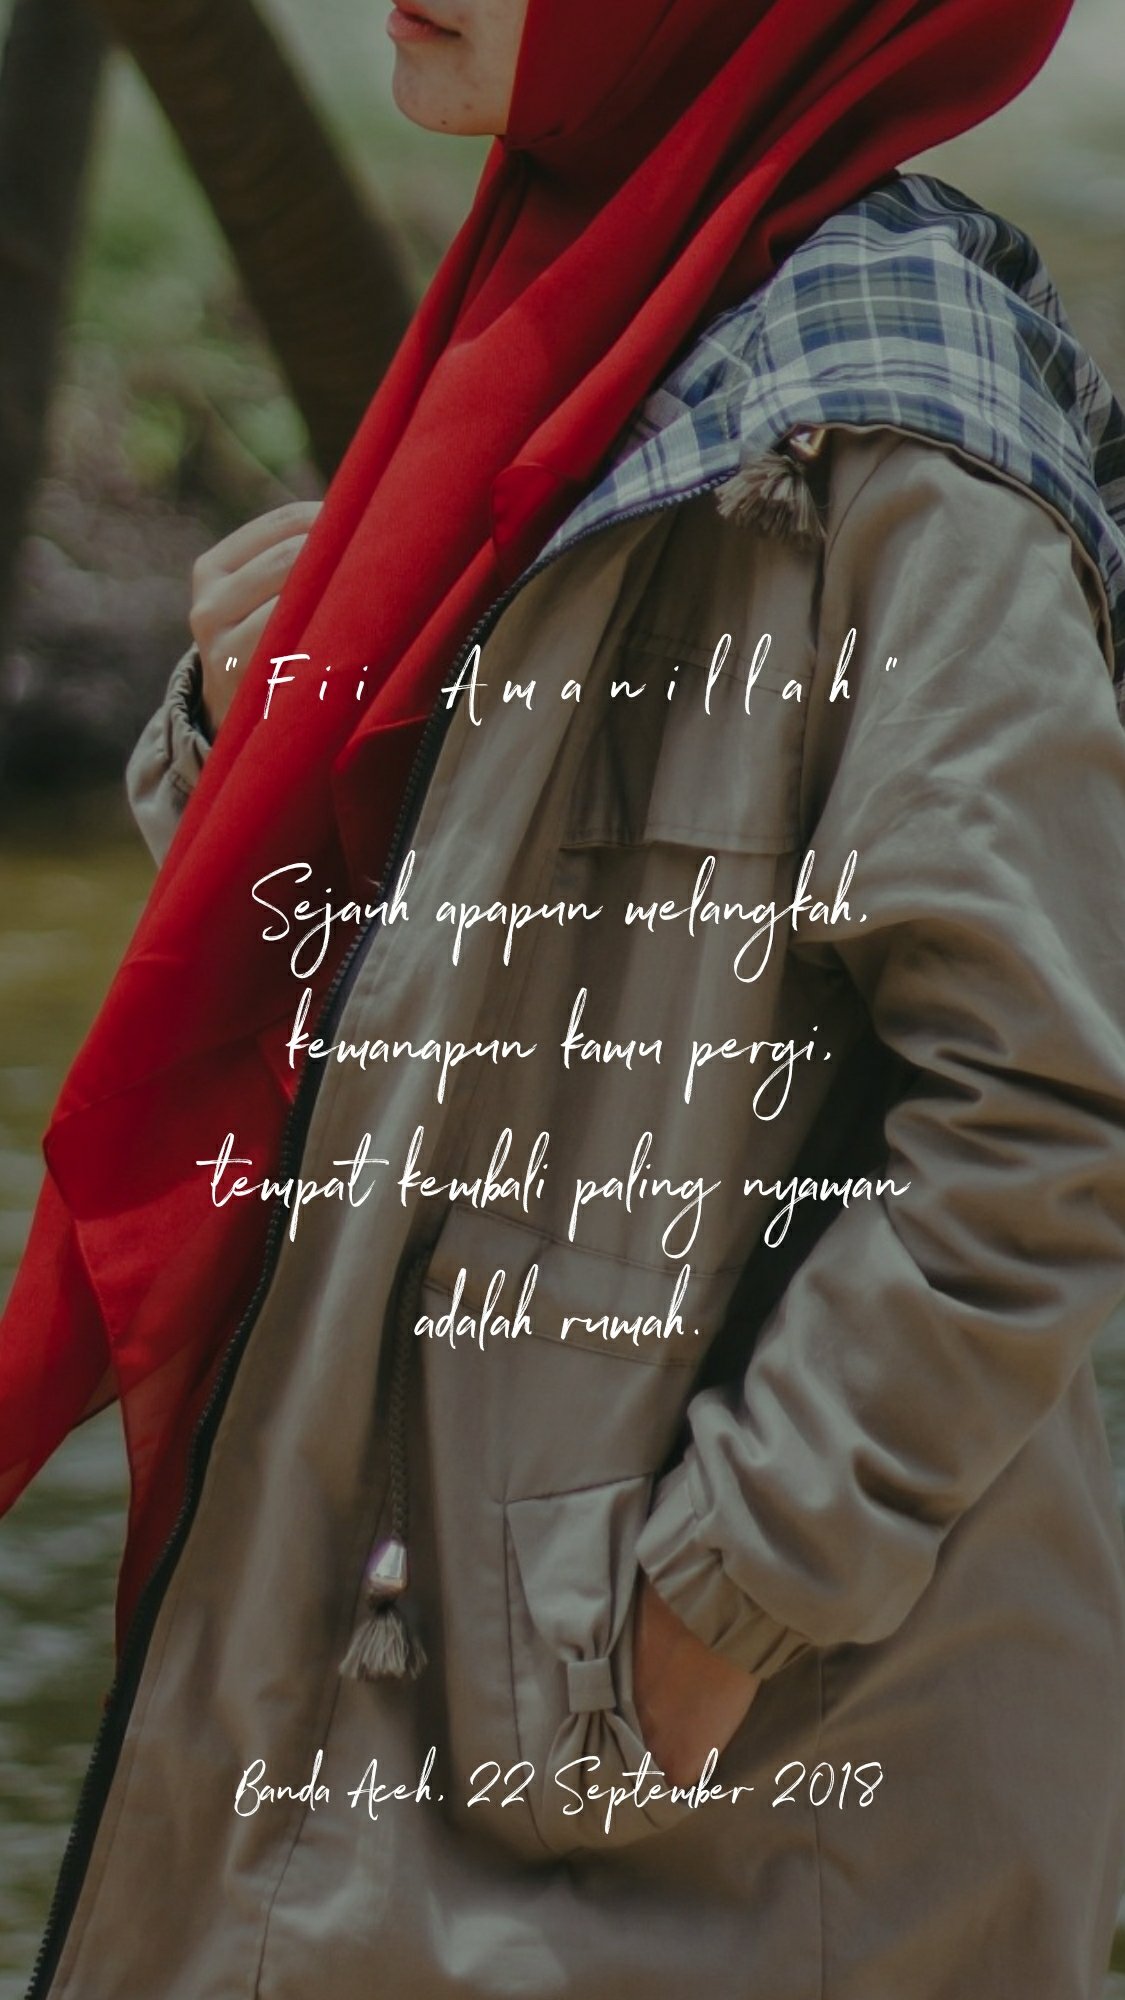 "Fii Amanillah"
Sejauh apapun melangkah,
kemanapun kamu pergi,
tempat kembali paling nyaman
adalah rumah.
Banda Aceh, 22 September 2018